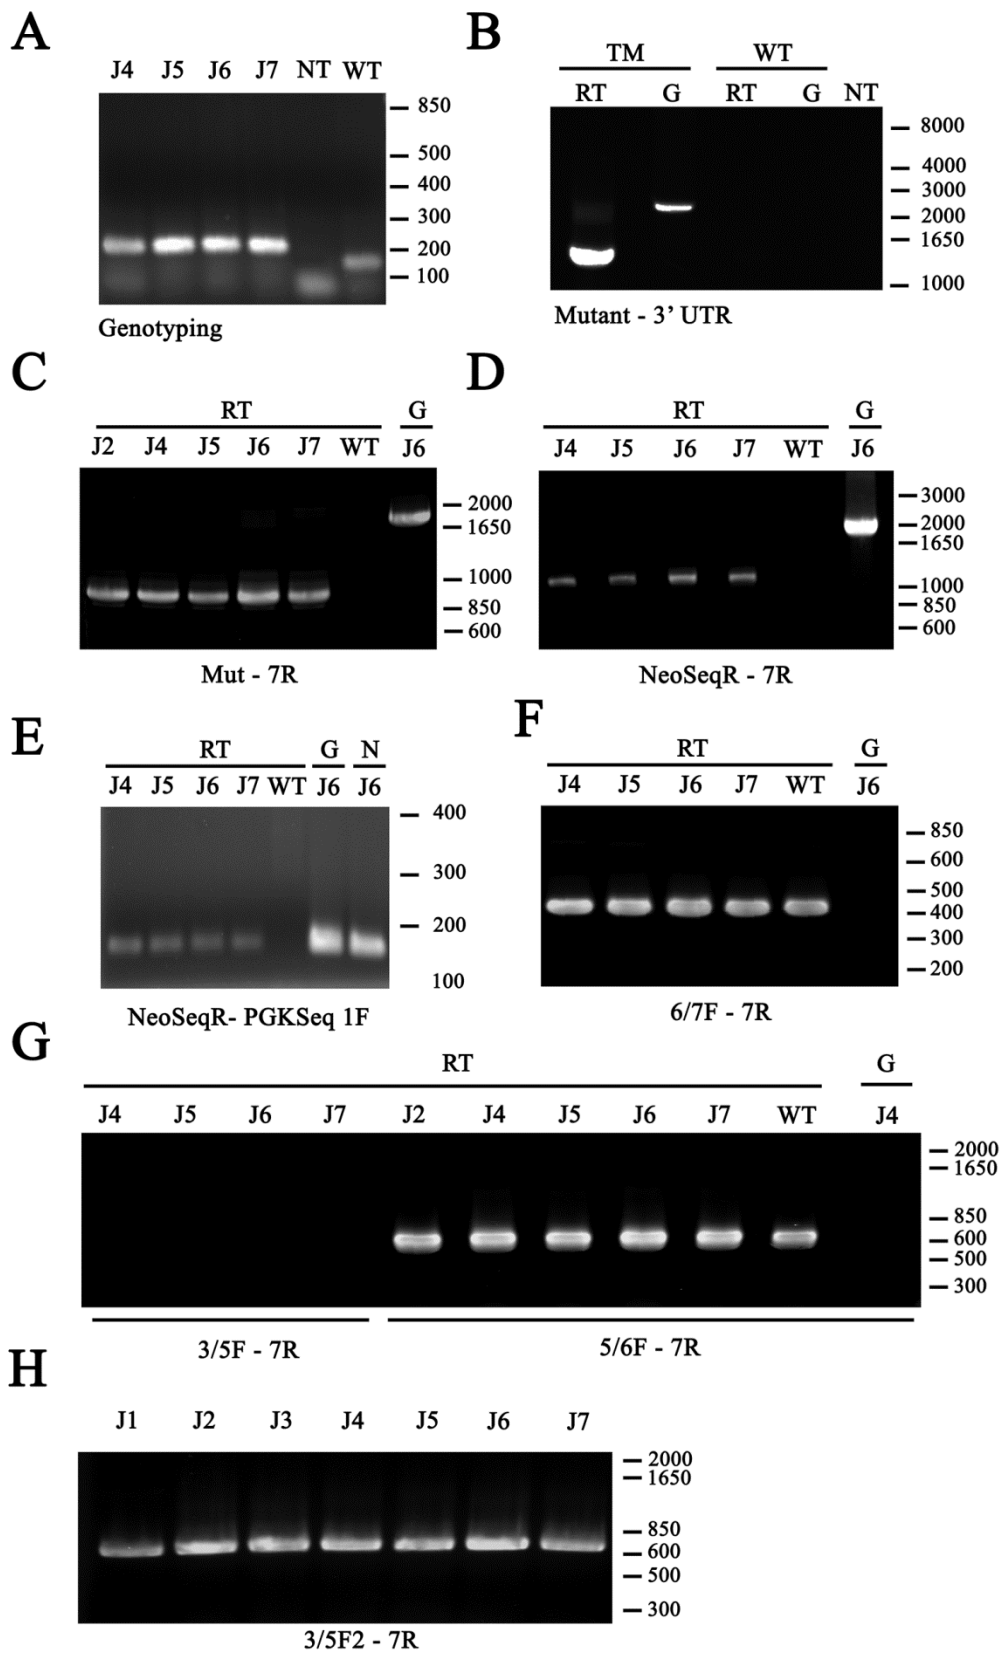 A
J4 J5 J6 J7 NT WT
850
500
400
300
200
100
Genotyping
B
TM WT
RT G RT G NT
8000
4000
3000
2000
1650
1000
Mutant - 3’ UTR
C
RT G
J2 J4 J5 J6 J7 WT J6
2000
1650
1000
850
600
Mut - 7R
D
RT G
J4 J5 J6 J7 WT J6
3000
2000
1650
1000
850
600
NeoSeqR - 7R
E
RT G N
J4 J5 J6 J7 WT J6 J6
400
300
200
100
NeoSeqR- PGKSeq 1F
F
RT G
J4 J5 J6 J7 WT J6
850
600
500
400
300
200
6/7F - 7R
G
RT G
J4 J5 J6 J7 J2 J4 J5 J6 J7 WT J4
2000
1650
850
600
500
300
3/5F - 7R 5/6F - 7R
H
J1 J2 J3 J4 J5 J6 J7
2000
1650
850
600
500
300
3/5F2 - 7R